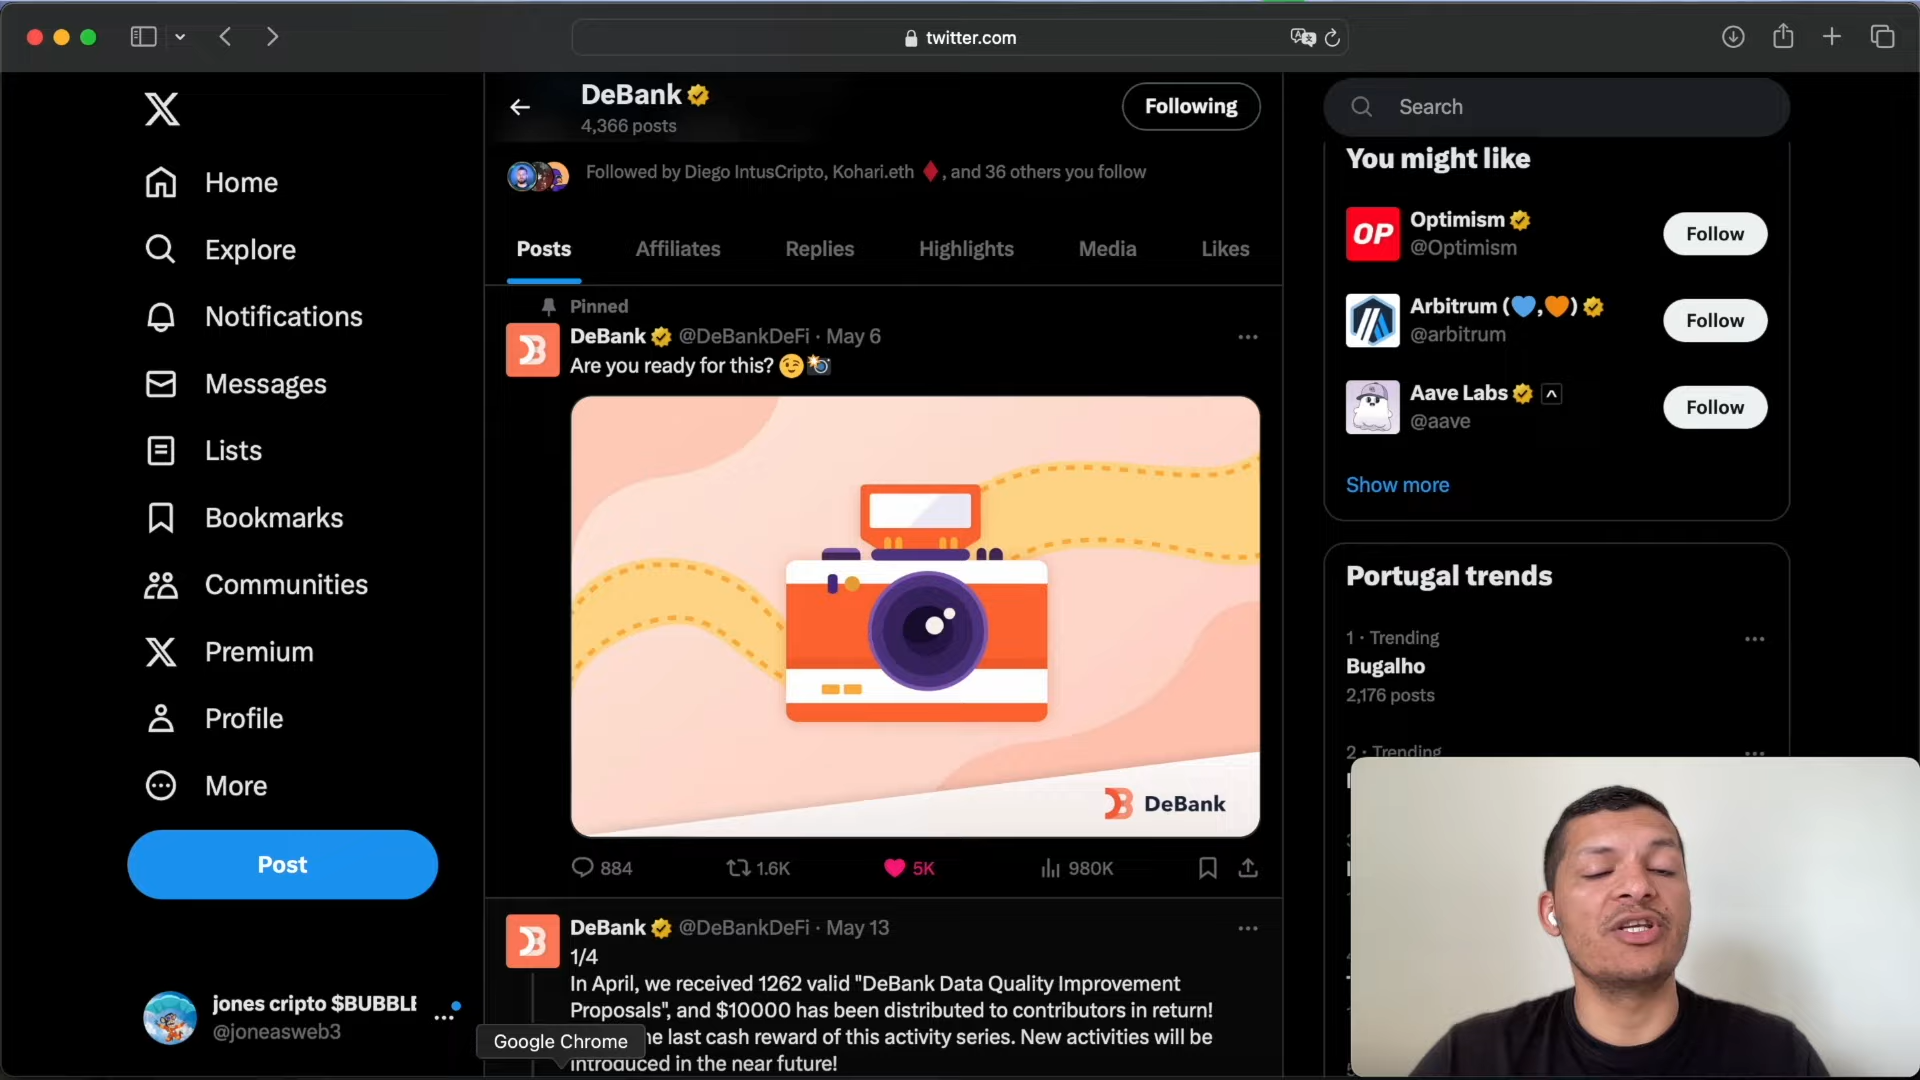 twitter.com
Home
Explore
Notifications
Messages
Lists
Bookmarks
Communities
Premium
Profile
More
Post
jones cripto $BUBBLE
@joneasweb3
Google Chrome
DeBank
4,366 posts
Following
Followed by Diego IntusCripto, Kohari.eth ♦️, and 36 others you follow
Posts Affiliates Replies Highlights Media Likes
Pinned
DeBank @DeBankDeFi · May 6
Are you ready for this? 😉📸
DeBank
884 1.6K 5K 980K
DeBank @DeBankDeFi · May 13
1/4
In April, we received 1262 valid "DeBank Data Quality Improvement
Proposals", and $10000 has been distributed to contributors in return!
last cash reward of this activity series. New activities will be
introduced in the near future!
Search
You might like
Optimism
@Optimism
Follow
Arbitrum (💙,🧡)
@arbitrum
Follow
Aave Labs
@aave
Follow
Show more
Portugal trends
1 · Trending
Bugalho
2,176 posts
2 · Trending